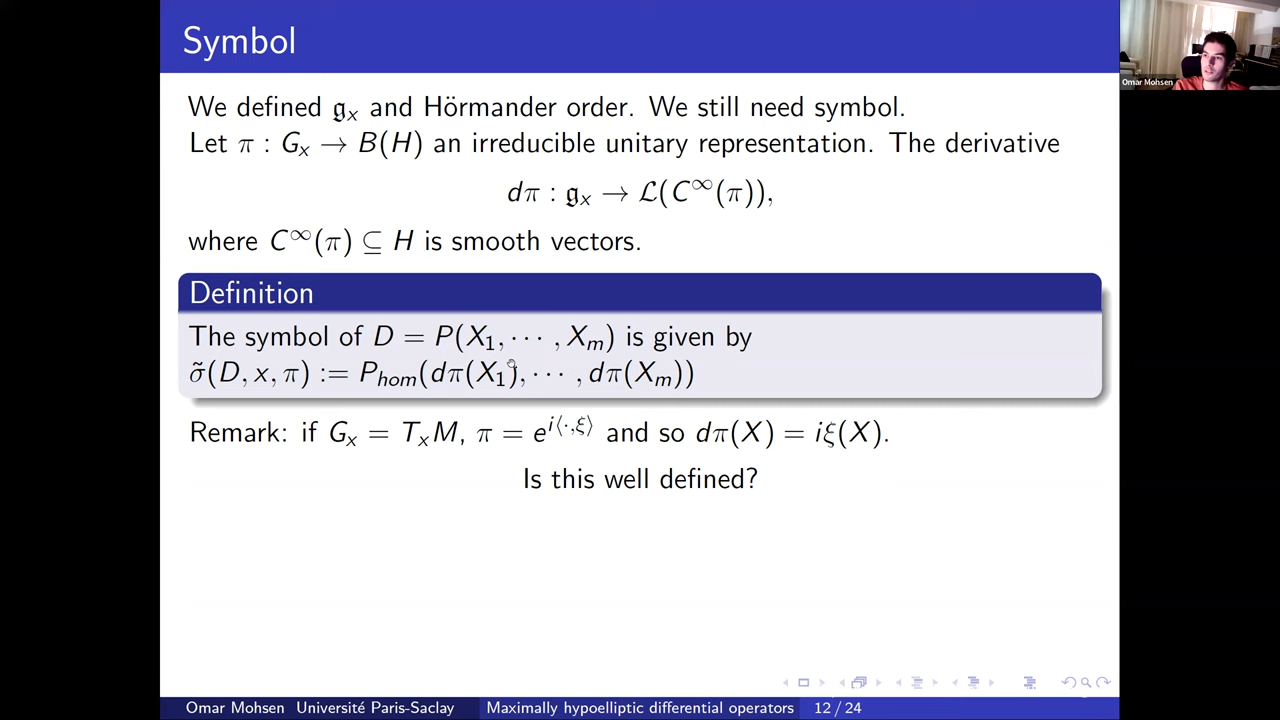 Symbol
Omar Mohsen
We defined 𝔤ₓ and Hörmander order. We still need symbol.
Let π : Gₓ → B(H) an irreducible unitary representation. The derivative
dπ : 𝔤ₓ → ℒ(C^∞(π)),
where C^∞(π) ⊆ H is smooth vectors.
Definition
The symbol of D = P(X₁, ⋯ , Xₘ) is given by
σ̃(D, x, π) := P_hom(dπ(X₁), ⋯ , dπ(Xₘ))
Remark: if Gₓ = TₓM, π = e^{i⟨·,ξ⟩} and so dπ(X) = iξ(X).
Is this well defined?
Omar Mohsen Université Paris-Saclay Maximally hypoelliptic differential operators 12 / 24